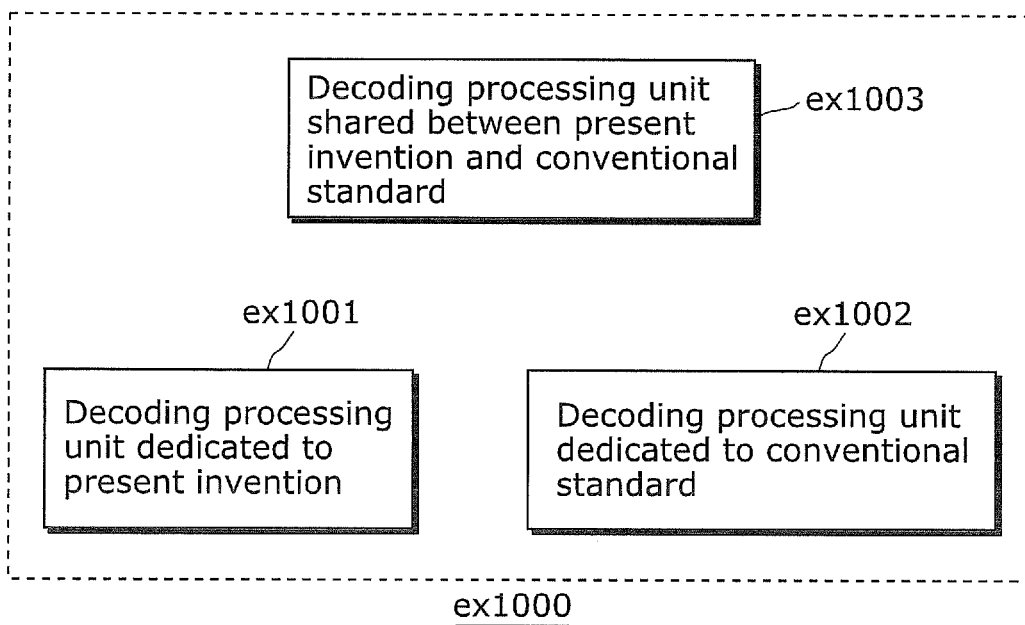 Decoding processing unit
shared between present
invention and conventional
standard
ex1003
ex1001
ex1002
Decoding processing
unit dedicated to
present invention
Decoding processing unit
dedicated to conventional
standard
ex1000